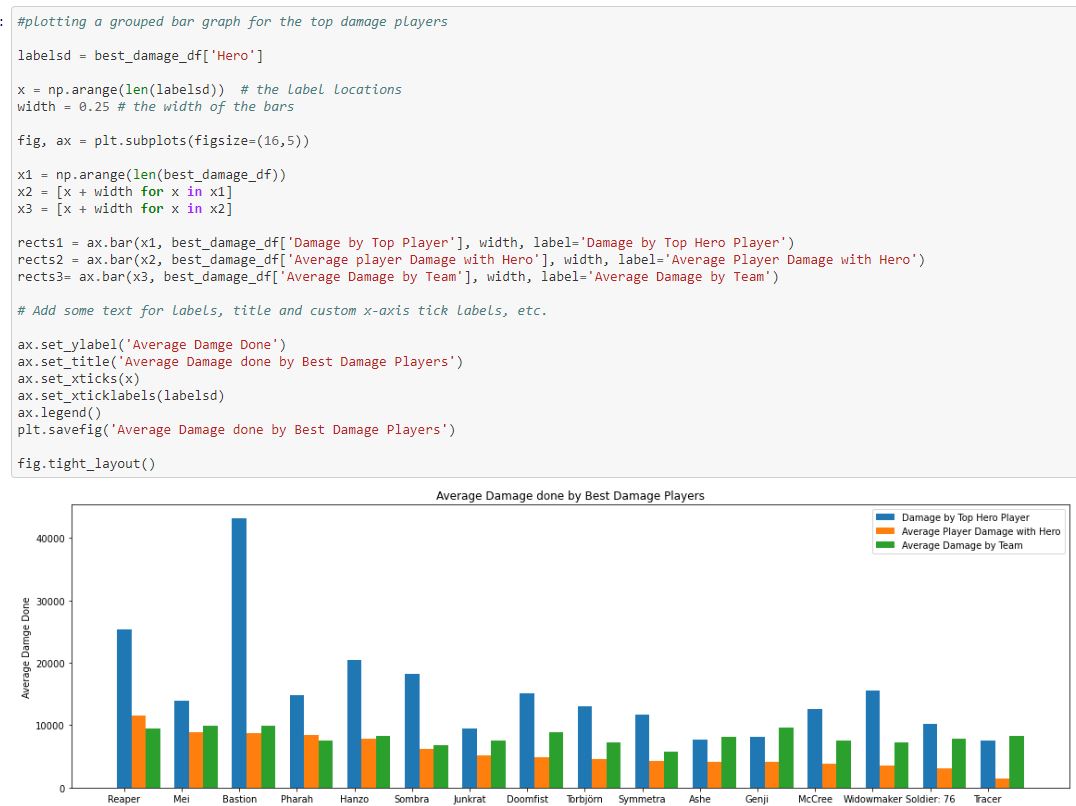 :
#plotting a grouped bar graph for the top damage players
labelsd = best_damage_df['Hero']
x = np.arange(len(labelsd))  # the label locations
width = 0.25 # the width of the bars
fig, ax = plt.subplots(figsize=(16,5))
x1 = np.arange(len(best_damage_df))
x2 = [x + width for x in x1]
x3 = [x + width for x in x2]
rects1 = ax.bar(x1, best_damage_df['Damage by Top Player'], width, label='Damage by Top Hero Player')
rects2 = ax.bar(x2, best_damage_df['Average player Damage with Hero'], width, label='Average Player Damage with Hero')
rects3= ax.bar(x3, best_damage_df['Average Damage by Team'], width, label='Average Damage by Team')
# Add some text for labels, title and custom x-axis tick labels, etc.
ax.set_ylabel('Average Damge Done')
ax.set_title('Average Damage done by Best Damage Players')
ax.set_xticks(x)
ax.set_xticklabels(labelsd)
ax.legend()
plt.savefig('Average Damage done by Best Damage Players')
fig.tight_layout()
Average Damage done by Best Damage Players
Damage by Top Hero Player
Average Player Damage with Hero
Average Damage by Team
Average Damge Done
40000
30000
20000
10000
0
Reaper Mei Bastion Pharah Hanzo Sombra Junkrat Doomfist Torbjörn Symmetra Ashe Genji McCree Widowmaker Soldier: 76 Tracer